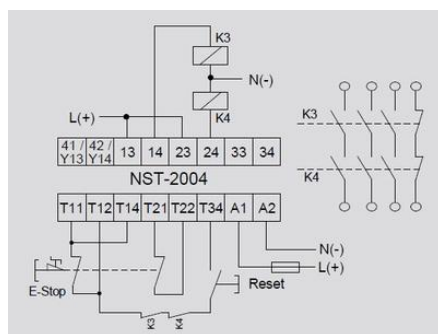 K3
N(-)
K4
L(+)
41 / Y13
42 / Y14
13
14
23
24
33
34
NST-2004
T11
T12
T14
T21
T22
T34
A1
A2
N(-)
L(+)
E-Stop
Reset
K3
K4
K3
K4